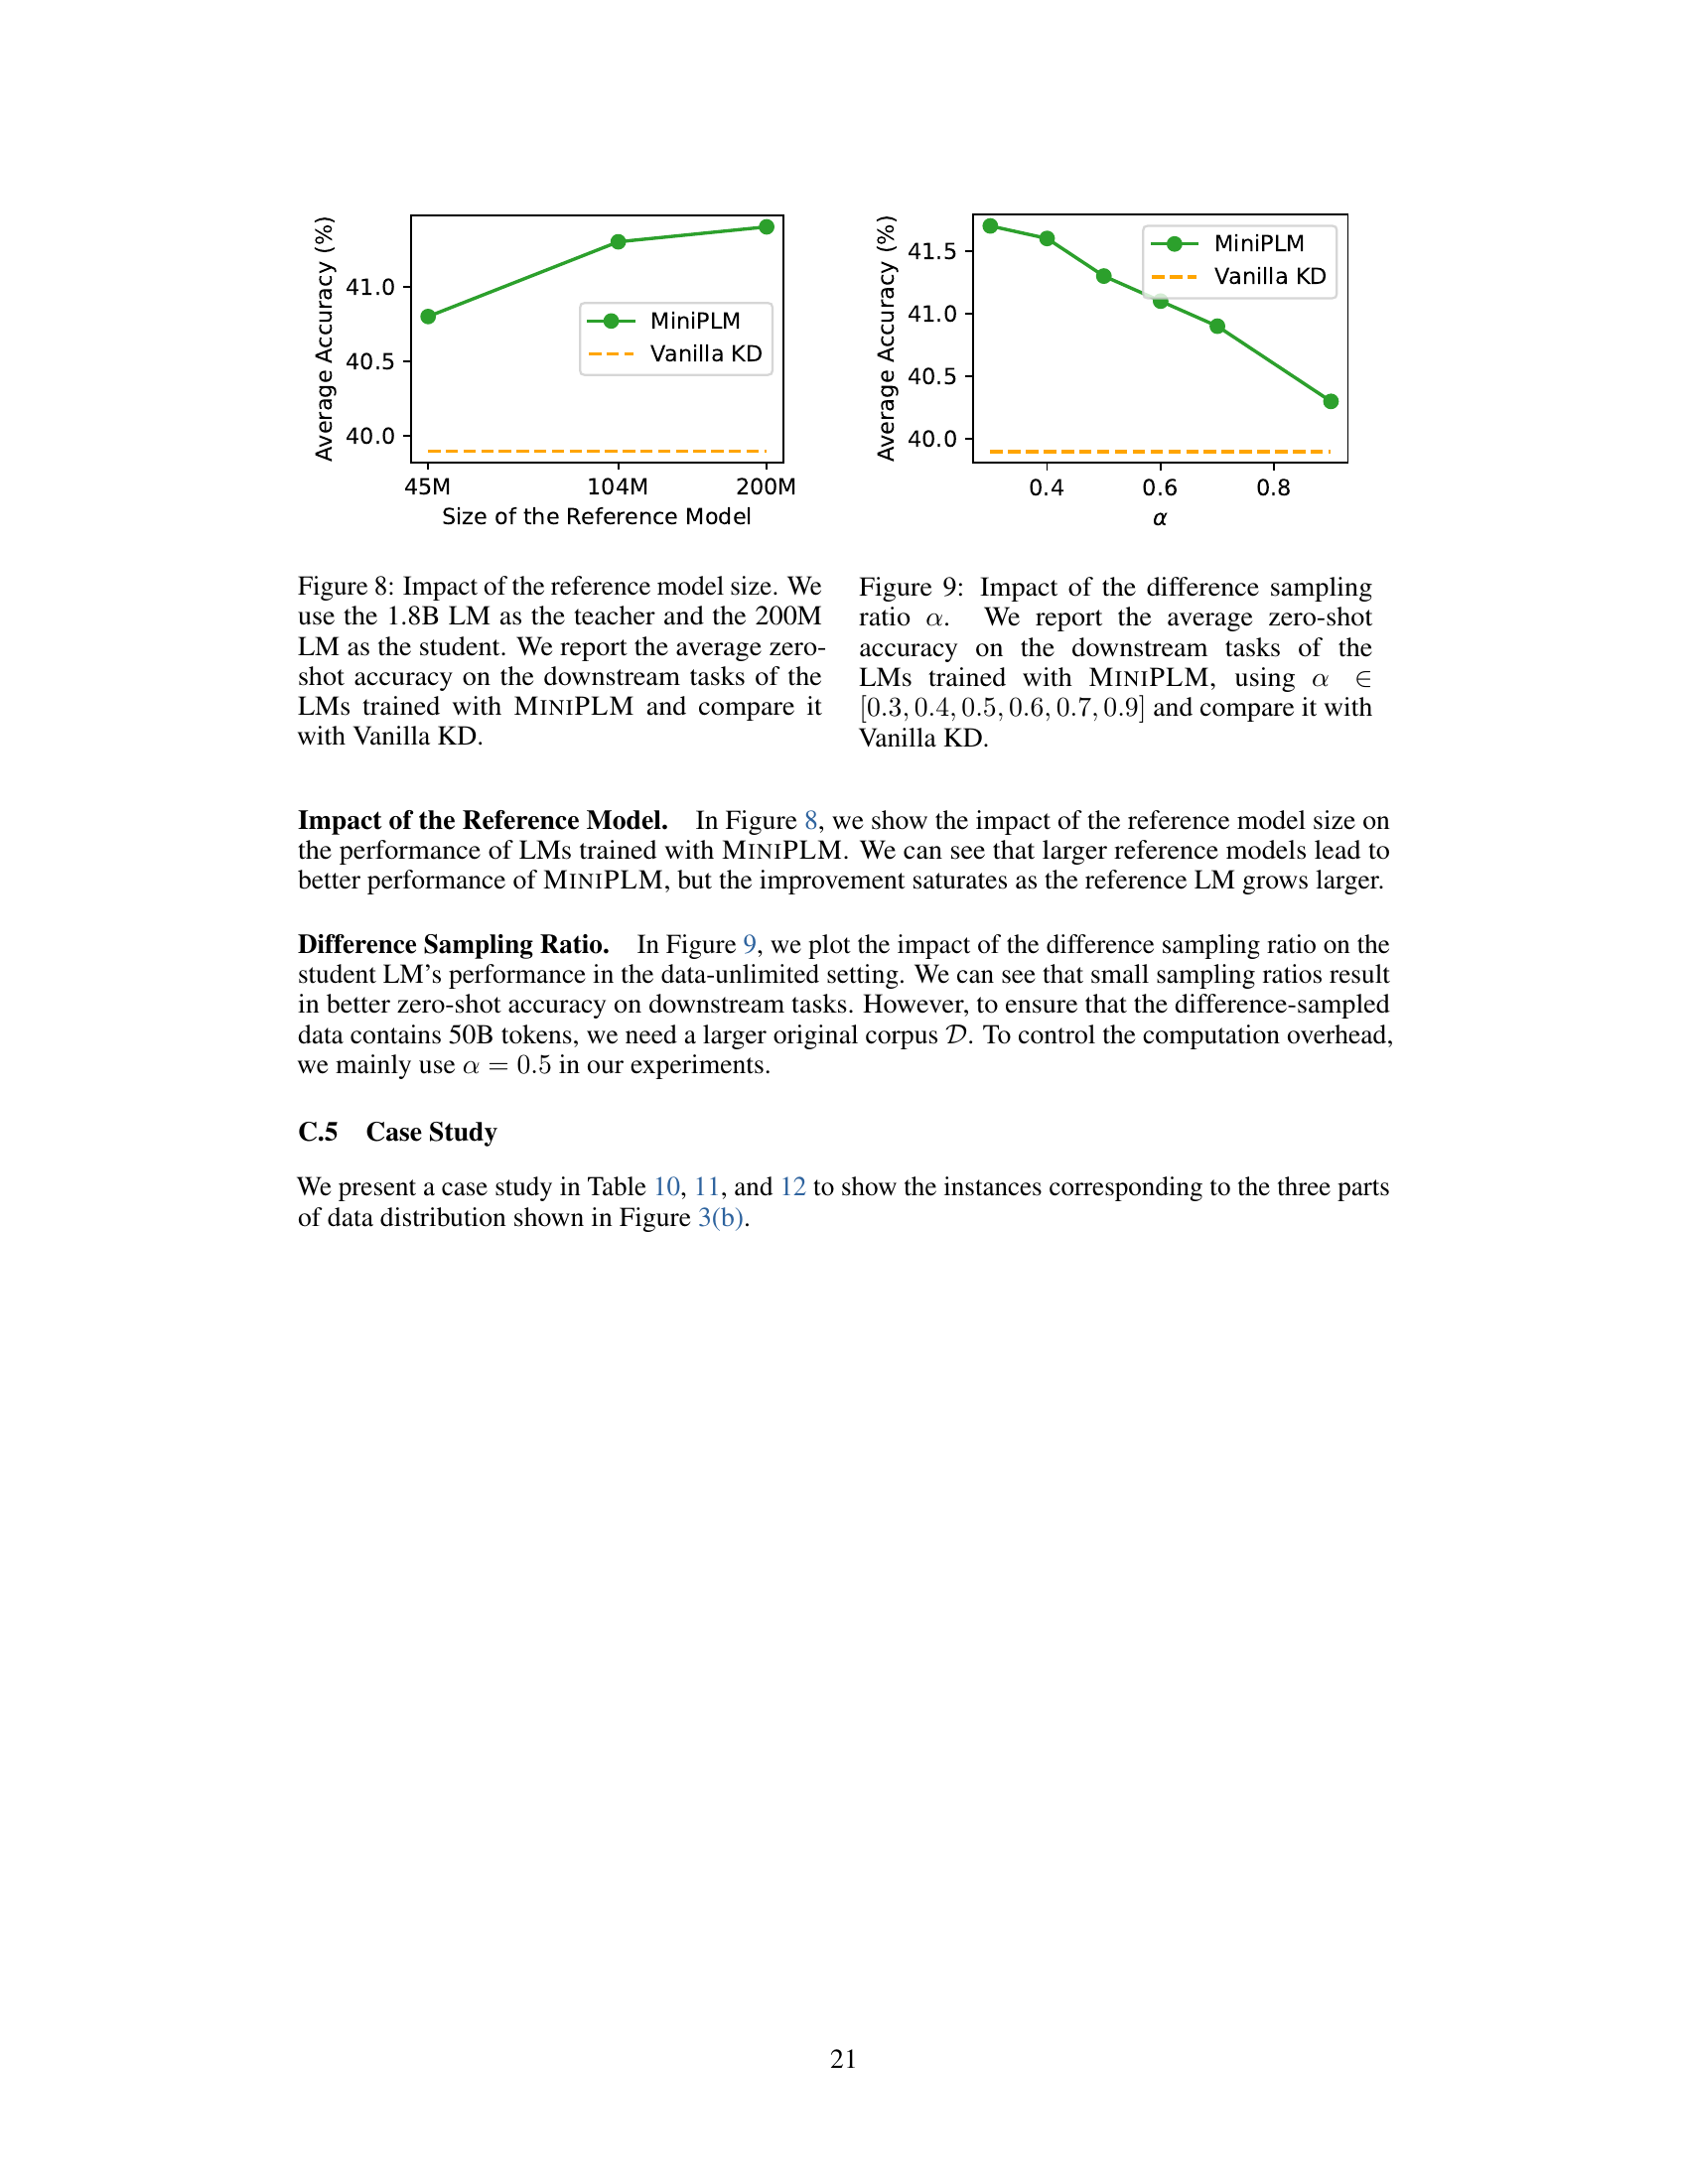 Average Accuracy (%)
41.0
40.5
40.0
MiniPLM
Vanilla KD
45M 104M 200M
Size of the Reference Model
Average Accuracy (%)
41.5
41.0
40.5
40.0
MiniPLM
Vanilla KD
0.4 0.6 0.8
α
Figure 8: Impact of the reference model size. We
use the 1.8B LM as the teacher and the 200M
LM as the student. We report the average zero-
shot accuracy on the downstream tasks of the
LMs trained with MINIPLM and compare it
with Vanilla KD.
Figure 9: Impact of the difference sampling
ratio α. We report the average zero-shot
accuracy on the downstream tasks of the
LMs trained with MINIPLM, using α ∈
[0.3, 0.4, 0.5, 0.6, 0.7, 0.9] and compare it with
Vanilla KD.
Impact of the Reference Model. In Figure 8, we show the impact of the reference model size on
the performance of LMs trained with MINIPLM. We can see that larger reference models lead to
better performance of MINIPLM, but the improvement saturates as the reference LM grows larger.
Difference Sampling Ratio. In Figure 9, we plot the impact of the difference sampling ratio on the
student LM's performance in the data-unlimited setting. We can see that small sampling ratios result
in better zero-shot accuracy on downstream tasks. However, to ensure that the difference-sampled
data contains 50B tokens, we need a larger original corpus 𝒟. To control the computation overhead,
we mainly use α = 0.5 in our experiments.
C.5 Case Study
We present a case study in Table 10, 11, and 12 to show the instances corresponding to the three parts
of data distribution shown in Figure 3(b).
21